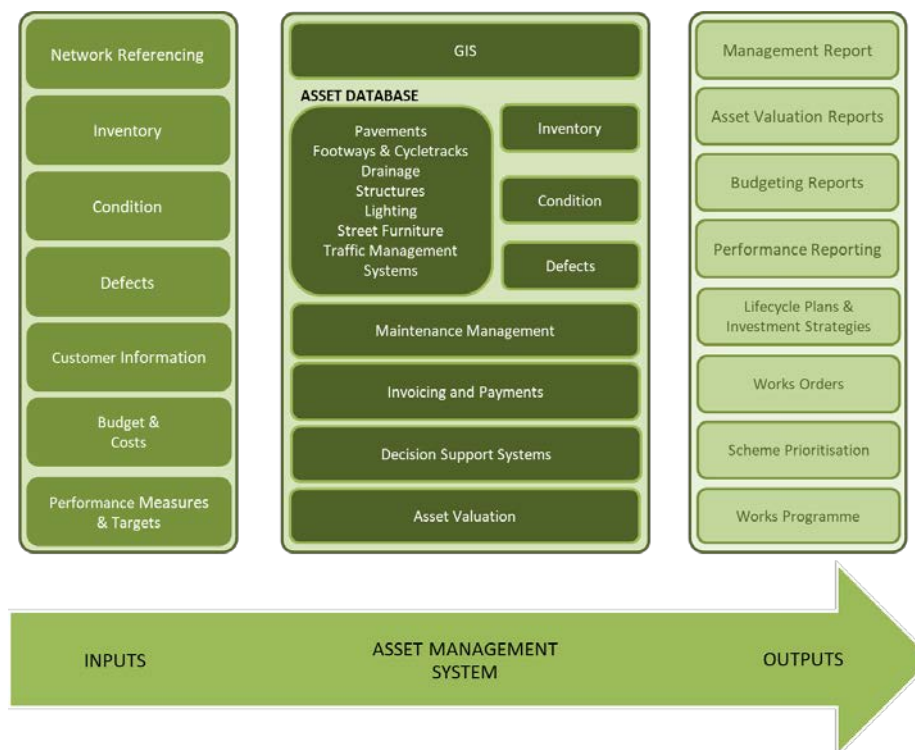 Network Referencing
Inventory
Condition
Defects
Customer Information
Budget &
Costs
Performance Measures
& Targets
GIS
ASSET DATABASE
Pavements
Footways & Cycletracks
Drainage
Structures
Lighting
Street Furniture
Traffic Management
Systems
Inventory
Condition
Defects
Maintenance Management
Invoicing and Payments
Decision Support Systems
Asset Valuation
Management Report
Asset Valuation Reports
Budgeting Reports
Performance Reporting
Lifecycle Plans &
Investment Strategies
Works Orders
Scheme Prioritisation
Works Programme
INPUTS
ASSET MANAGEMENT
SYSTEM
OUTPUTS